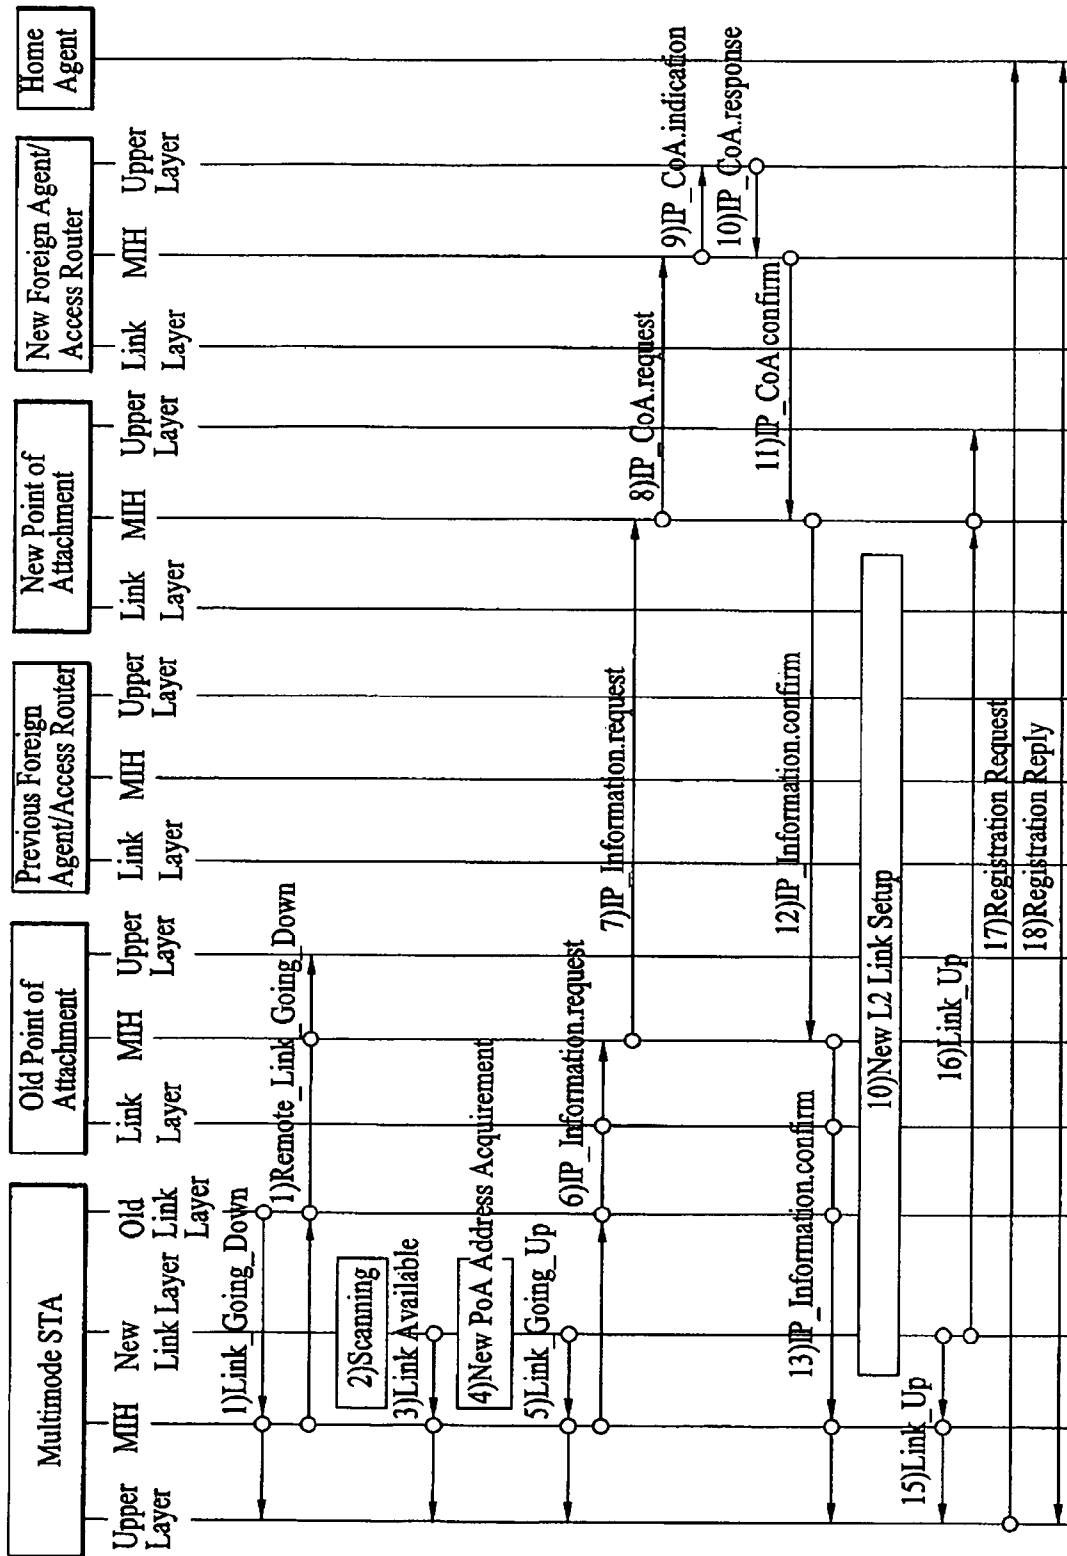 Multimode STA
Old Point of
Attachment
Previous Foreign
Agent/Access Router
New Point of
Attachment
New Foreign Agent/
Access Router
Home
Agent
Upper
Layer
MIH
New
Link Layer
Old
Link
Layer
Link
Layer
MIH
Upper
Layer
Link
Layer
MIH
Upper
Layer
Link
Layer
MIH
Upper
Layer
Link
Layer
MIH
Upper
Layer
1)Link_Going_Down
1)Remote_Link_Going_Down
2)Scanning
3)Link Available
4)New PoA Address Acquirement
5)Link_Going_Up
6)IP_Information.request
7)IP_Information.request
8)IP_CoA.request
9)IP_CoA.indication
10)IP_CoA.response
11)IP_CoA.confirm
12)IP_Information.confirm
13)IP_Information.confirm
10)New L2 Link Setup
15)Link_Up
16)Link_Up
17)Registration Request
18)Registration Reply